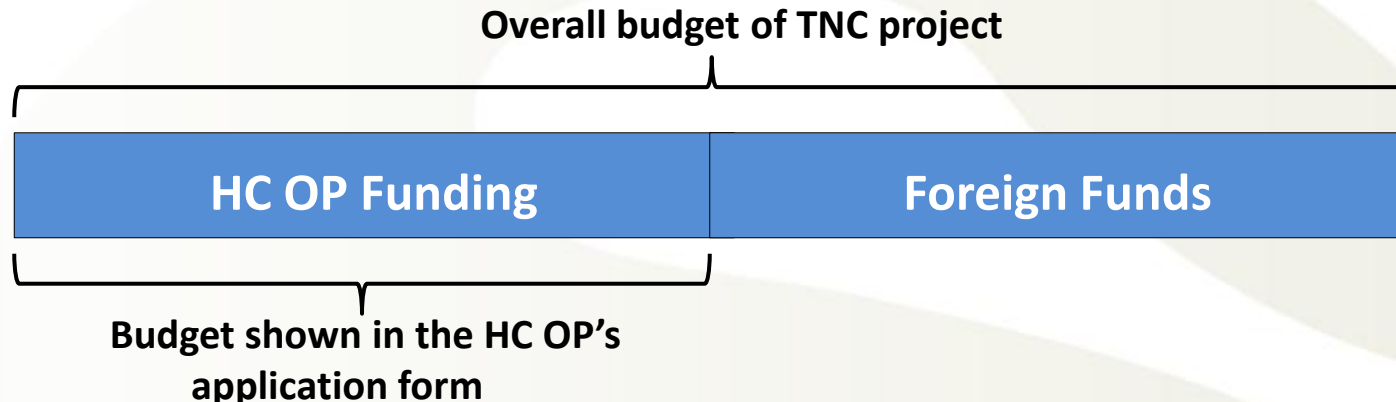 Overall budget of TNC project
HC OP Funding
Foreign Funds
Budget shown in the HC OP’s
application form